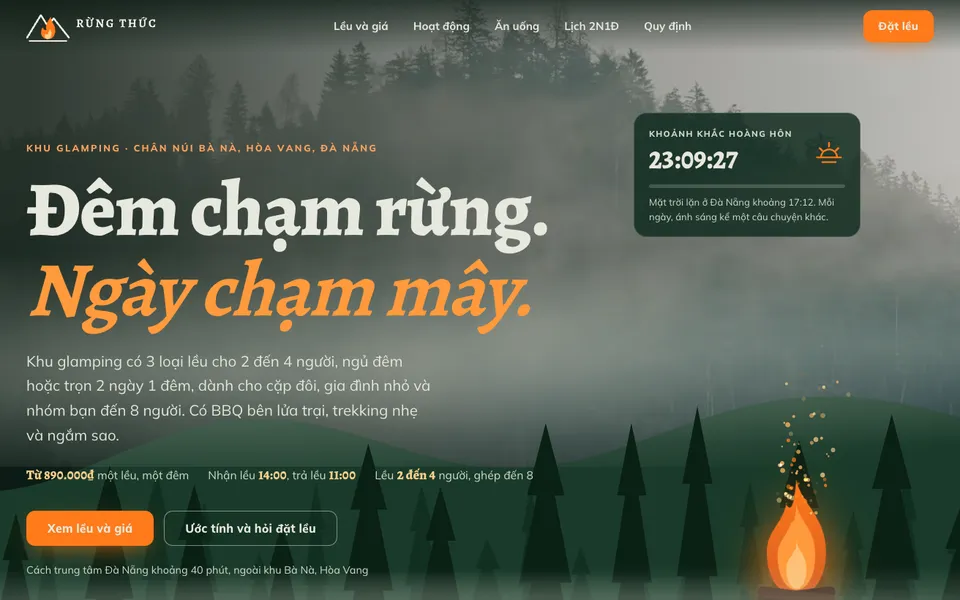 RỪNG THỨC
Lều và giá
Hoạt động
Ăn uống
Lịch 2N1Đ
Quy định
Đặt lều
KHU GLAMPING · CHÂN NÚI BÀ NÀ, HÒA VANG, ĐÀ NẴNG
Đêm chạm rừng.
Ngày chạm mây.
Khu glamping có 3 loại lều cho 2 đến 4 người, ngủ đêm
hoặc trọn 2 ngày 1 đêm, dành cho cặp đôi, gia đình nhỏ và
nhóm bạn đến 8 người. Có BBQ bên lửa trại, trekking nhẹ
và ngắm sao.
Từ 890.000₫ một lều, một đêm
Nhận lều 14:00, trả lều 11:00
Lều 2 đến 4 người, ghép đến 8
Xem lều và giá
Ước tính và hỏi đặt lều
Cách trung tâm Đà Nẵng khoảng 40 phút, ngoài khu Bà Nà, Hòa Vang
KHOẢNH KHẮC HOÀNG HÔN
23:09:27
Mặt trời lặn ở Đà Nẵng khoảng 17:12. Mỗi
ngày, ánh sáng kể một câu chuyện khác.